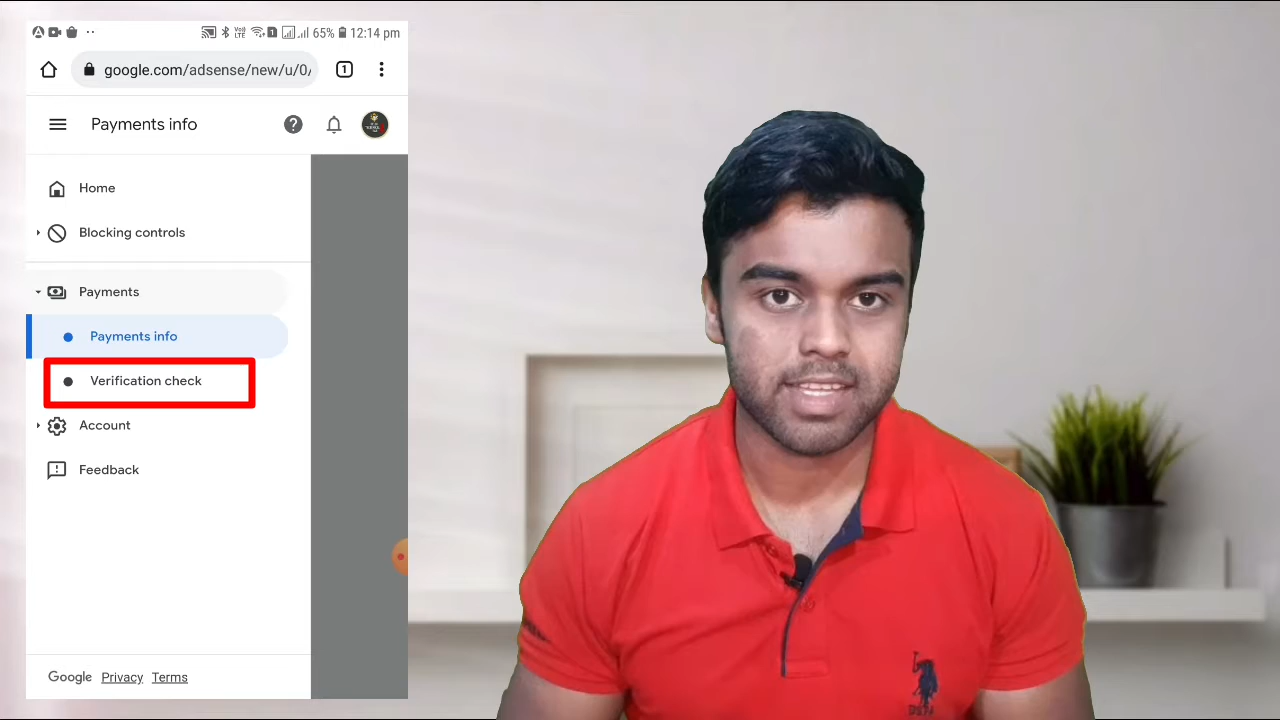 65% 12:14 pm
google.com/adsense/new/u/0/
1
Payments info
Home
Blocking controls
Payments
Payments info
Verification check
Account
Feedback
Google Privacy Terms